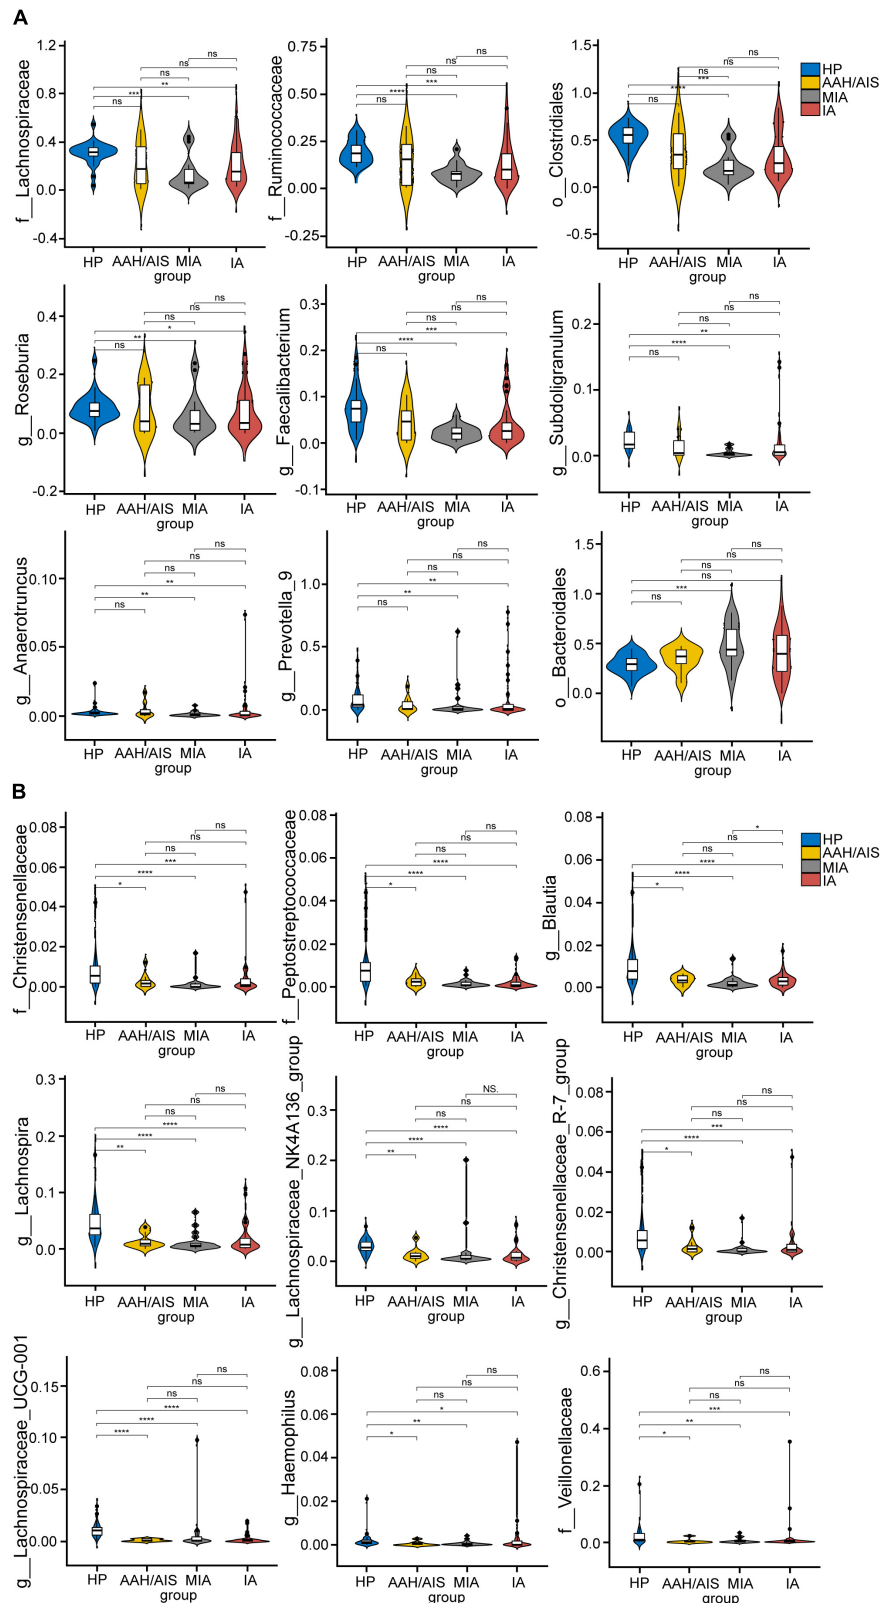 A
f__Lachnospiraceae
1.2
0.8
0.4
0.0
-0.4
ns
ns
ns
**
***
ns
HP AAH/AIS MIA IA
group
f__Ruminococcaceae
0.75
0.50
0.25
0.00
-0.25
ns
ns
ns
***
****
ns
HP AAH/AIS MIA IA
group
o__Clostridiales
1.5
1.0
0.5
0.0
-0.5
ns
ns
ns
***
****
ns
HP AAH/AIS MIA IA
group
HP
AAH/AIS
MIA
IA
g__Roseburia
0.4
0.2
0.0
-0.2
ns
ns
ns
*
**
ns
HP AAH/AIS MIA IA
group
g__Faecalibacterium
0.3
0.2
0.1
0.0
-0.1
ns
ns
ns
***
****
ns
HP AAH/AIS MIA IA
group
g__Subdoligranulum
0.2
0.1
0.0
ns
ns
ns
**
****
ns
HP AAH/AIS MIA IA
group
g__Anaerotruncus
0.10
0.05
0.00
ns
ns
ns
**
**
ns
HP AAH/AIS MIA IA
group
g__Prevotella_9
1.0
0.5
0.0
ns
ns
ns
**
**
ns
HP AAH/AIS MIA IA
group
o__Bacteroidales
1.5
1.0
0.5
0.0
ns
ns
ns
ns
***
ns
HP AAH/AIS MIA IA
group
B
f__Christensenellaceae
0.08
0.06
0.04
0.02
0.00
ns
ns
ns
***
****
*
HP AAH/AIS MIA IA
group
f__Peptostreptococcaceae
0.08
0.06
0.04
0.02
0.00
ns
ns
ns
****
****
*
HP AAH/AIS MIA IA
group
g__Blautia
0.08
0.06
0.04
0.02
0.00
*
ns
ns
****
****
*
HP AAH/AIS MIA IA
group
HP
AAH/AIS
MIA
IA
g__Lachnospira
0.3
0.2
0.1
0.0
ns
ns
ns
****
****
**
HP AAH/AIS MIA IA
group
g__Lachnospiraceae_NK4A136_group
0.3
0.2
0.1
0.0
NS.
ns
ns
****
****
**
HP AAH/AIS MIA IA
group
g__Christensenellaceae_R-7_group
0.08
0.06
0.04
0.02
0.00
ns
ns
ns
***
****
*
HP AAH/AIS MIA IA
group
g__Lachnospiraceae_UCG-001
0.15
0.10
0.05
0.00
ns
ns
ns
****
****
****
HP AAH/AIS MIA IA
group
g__Haemophilus
0.08
0.06
0.04
0.02
0.00
ns
ns
ns
*
**
*
HP AAH/AIS MIA IA
group
f__Veillonellaceae
0.6
0.4
0.2
0.0
ns
ns
ns
***
**
*
HP AAH/AIS MIA IA
group